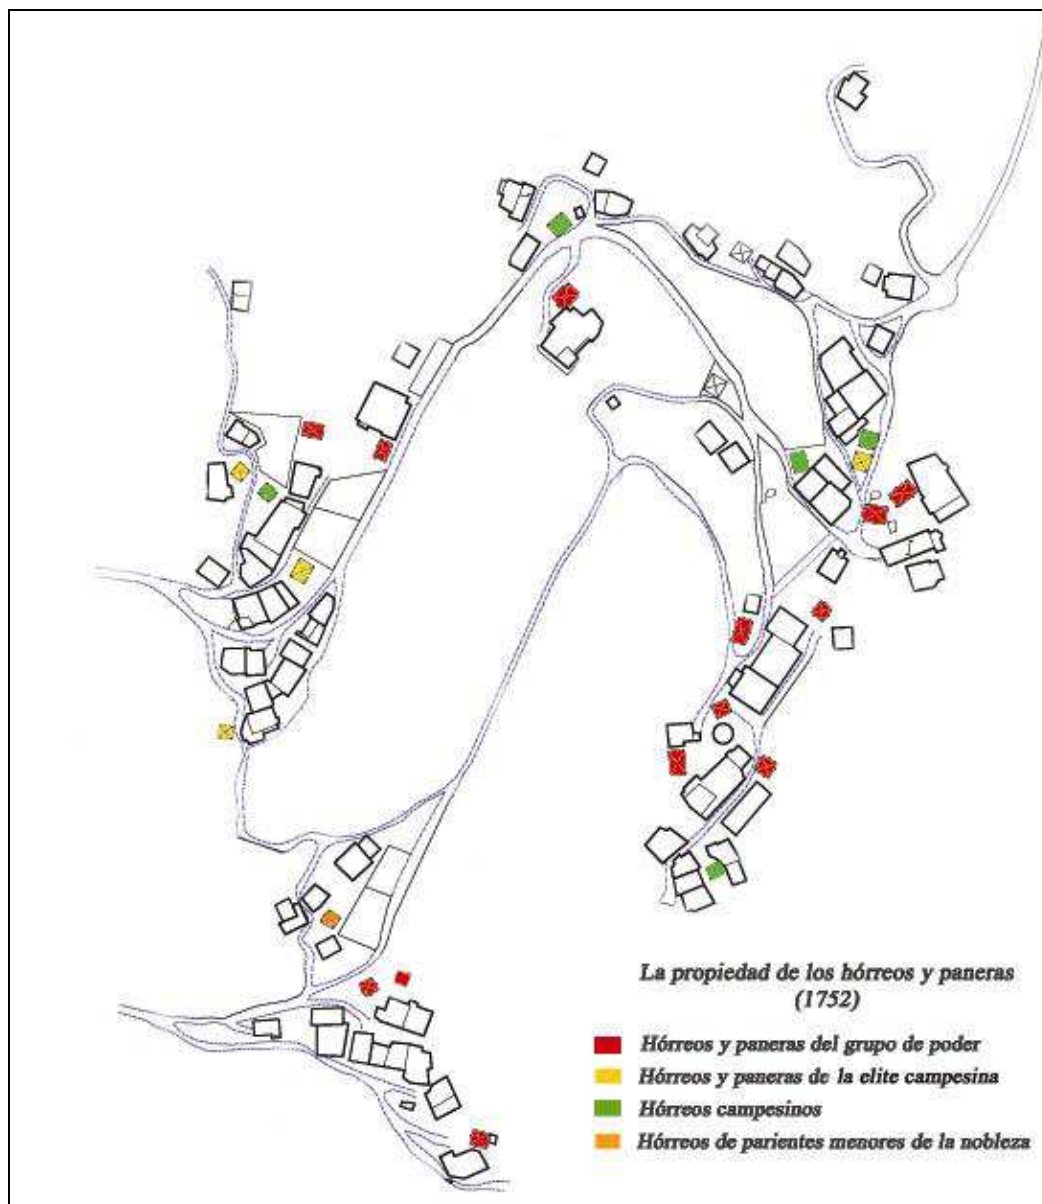 La propiedad de los hórreos y paneras
(1752)
Hórreos y paneras del grupo de poder
Hórreos y paneras de la elite campesina
Hórreos campesinos
Hórreos de parientes menores de la nobleza